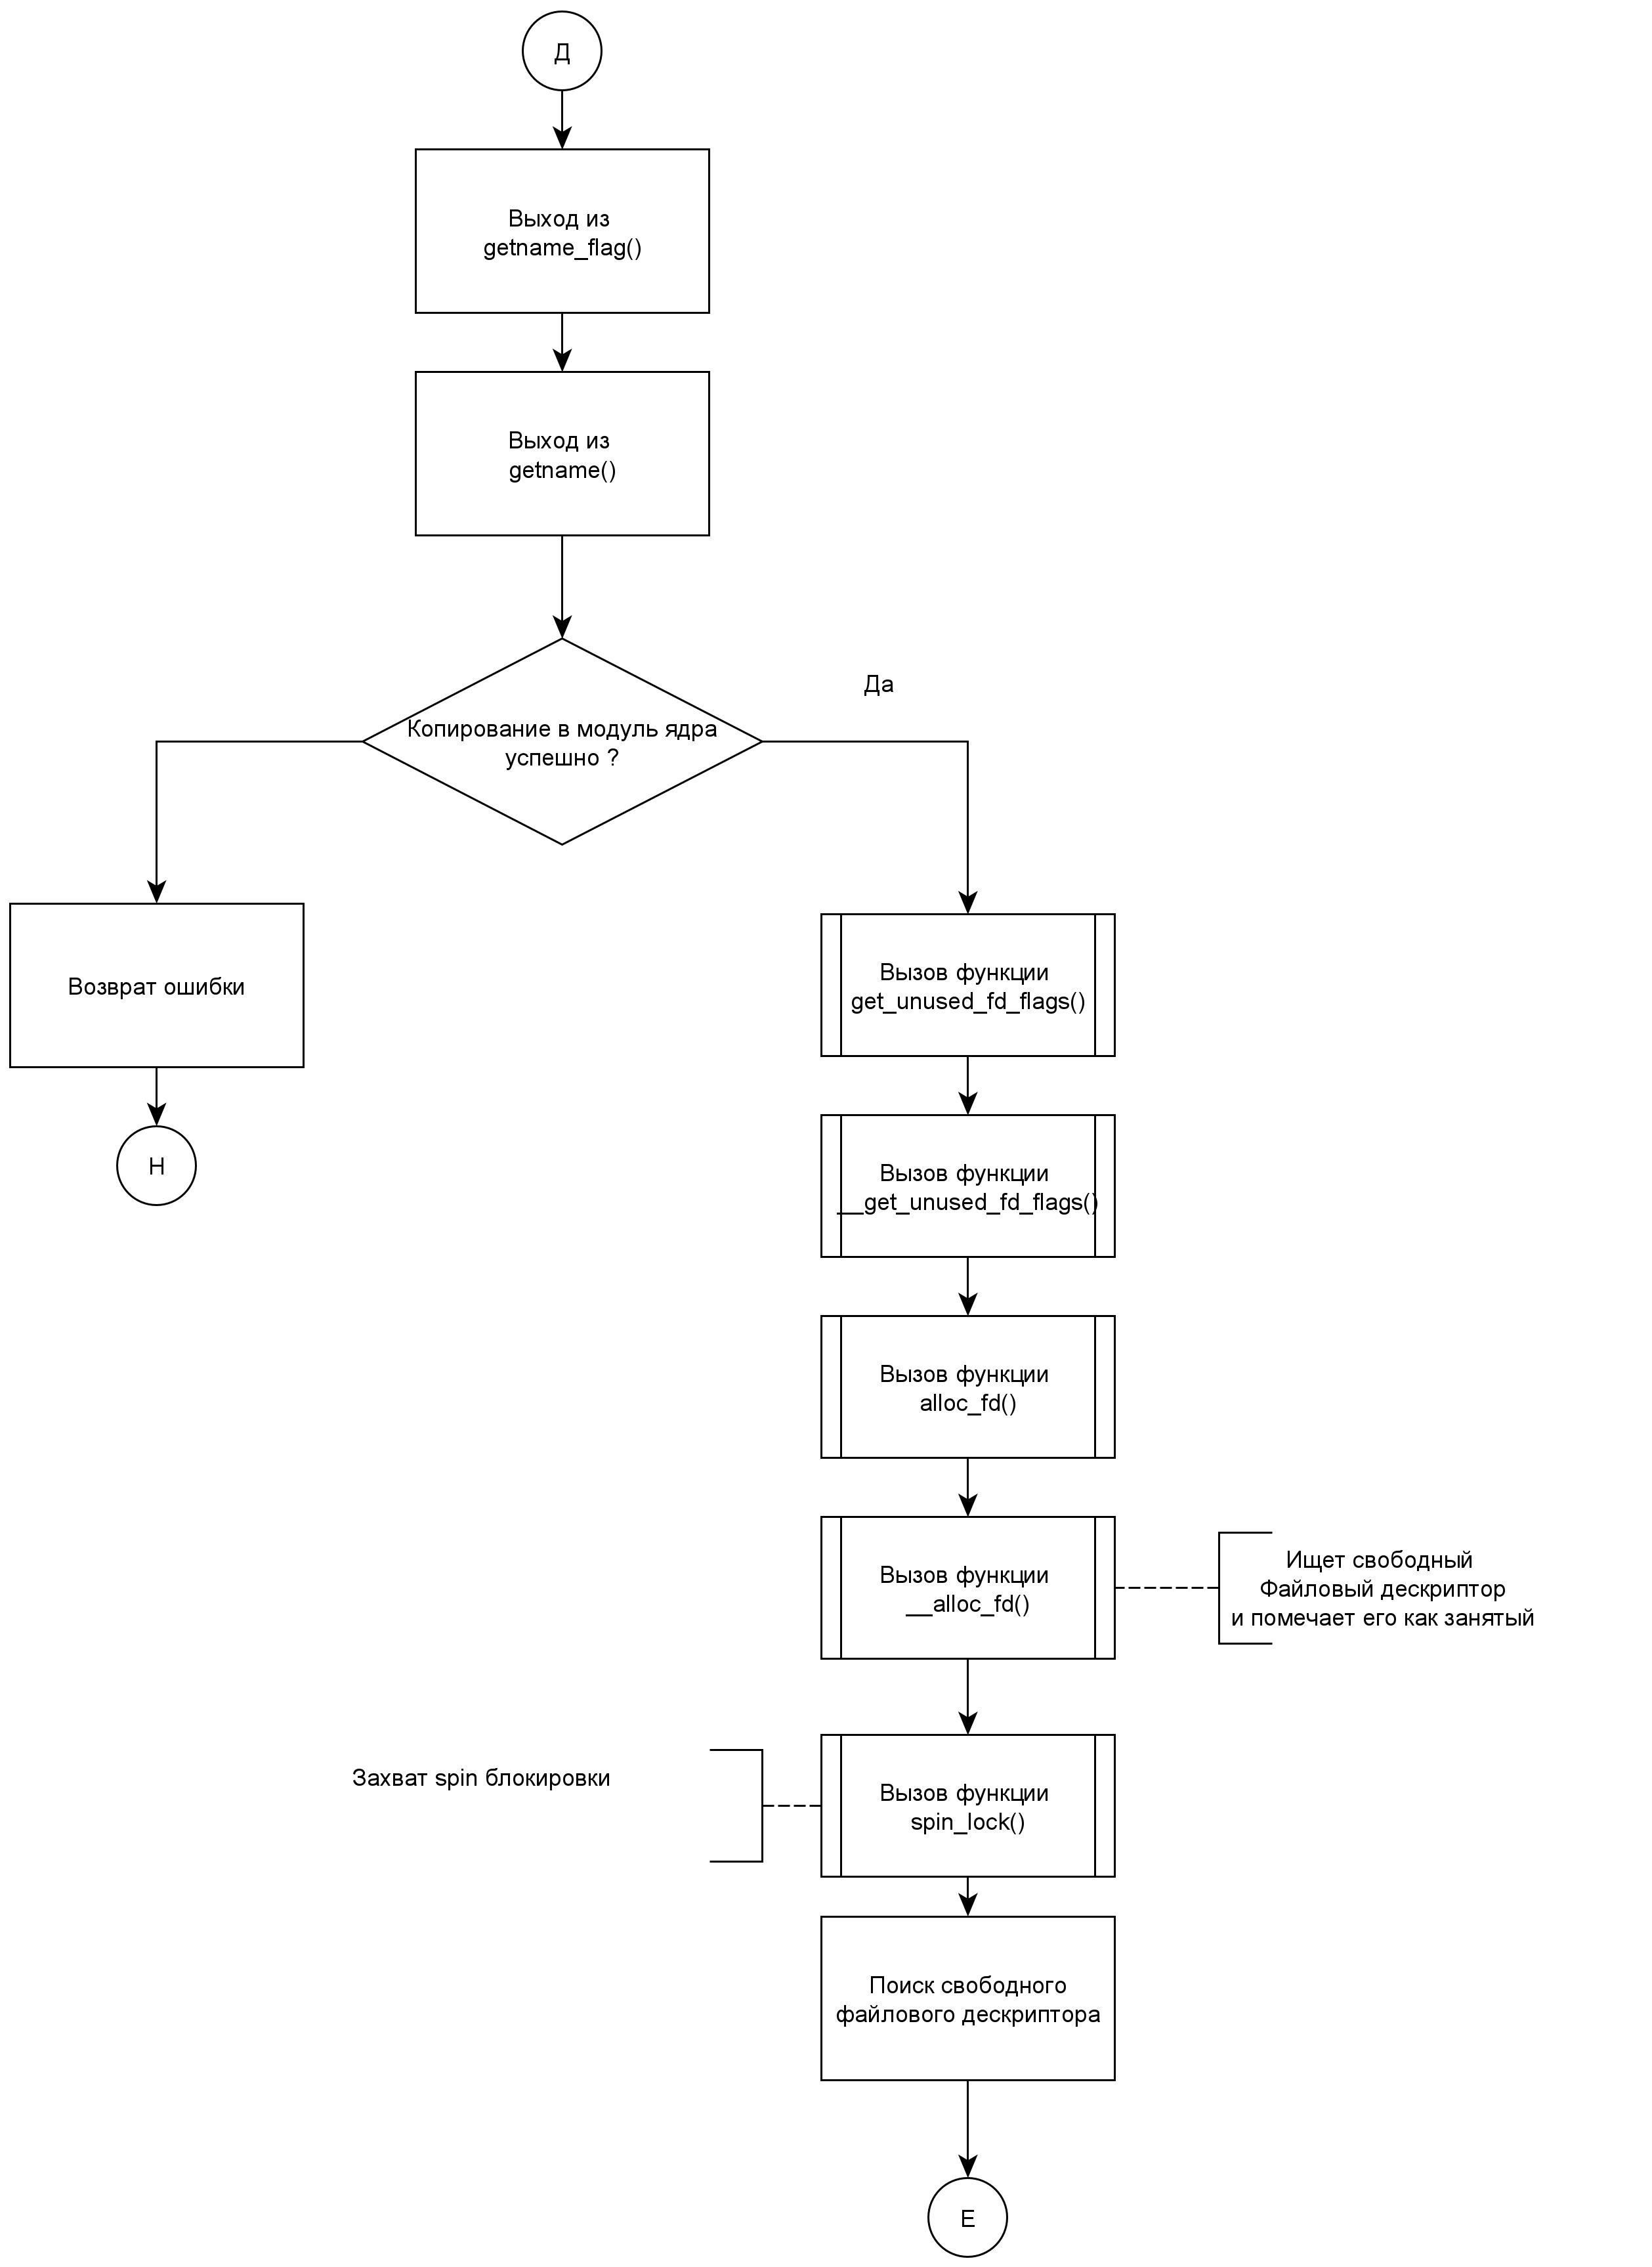 Д
Выход из
getname_flag()
Выход из
getname()
Да
Копирование в модуль ядра
успешно ?
Возврат ошибки
Н
Вызов функции
get_unused_fd_flags()
Вызов функции
__get_unused_fd_flags()
Вызов функции
alloc_fd()
Вызов функции
__alloc_fd()
Ищет свободный
Файловый дескриптор
и помечает его как занятый
Захват spin блокировки
Вызов функции
spin_lock()
Поиск свободного
файлового дескриптора
Е